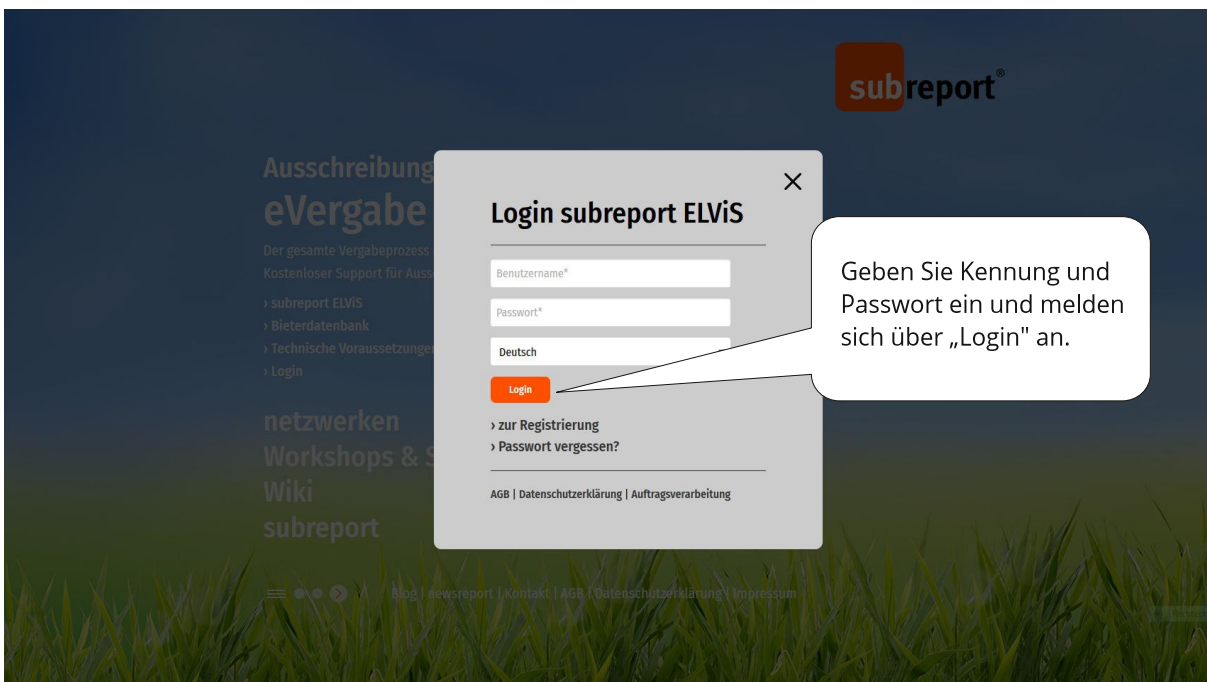 subreport®
Ausschreibung
eVergabe
Der gesamte Vergabeprozess
Kostenloser Support für Auss
› subreport ELViS
› Bieterdatenbank
› Technische Voraussetzunge
› Login
netzwerken
Workshops & S
Wiki
subreport
Login subreport ELViS
Benutzername*
Passwort*
Deutsch
Login
› zur Registrierung
› Passwort vergessen?
AGB | Datenschutzerklärung | Auftragsverarbeitung
Geben Sie Kennung und
Passwort ein und melden
sich über „Login" an.
Blog | newsreport | Kontakt | AGB | Datenschutzerklärung | Impressum